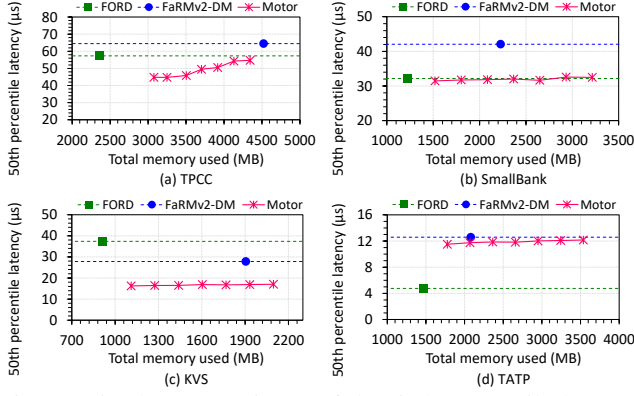 FORD FaRMv2-DM Motor
50th percentile latency (μs)
80
70
60
50
40
30
20
2000 2500 3000 3500 4000 4500 5000
Total memory used (MB)
(a) TPCC
FORD FaRMv2-DM Motor
50th percentile latency (μs)
50
40
30
20
1000 1500 2000 2500 3000 3500
Total memory used (MB)
(b) SmallBank
FORD FaRMv2-DM Motor
50th percentile latency (μs)
50
40
30
20
10
0
700 1000 1300 1600 1900 2200
Total memory used (MB)
(c) KVS
FORD FaRMv2-DM Motor
50th percentile latency (μs)
16
12
8
4
0
1000 1500 2000 2500 3000 3500 4000
Total memory used (MB)
(d) TATP